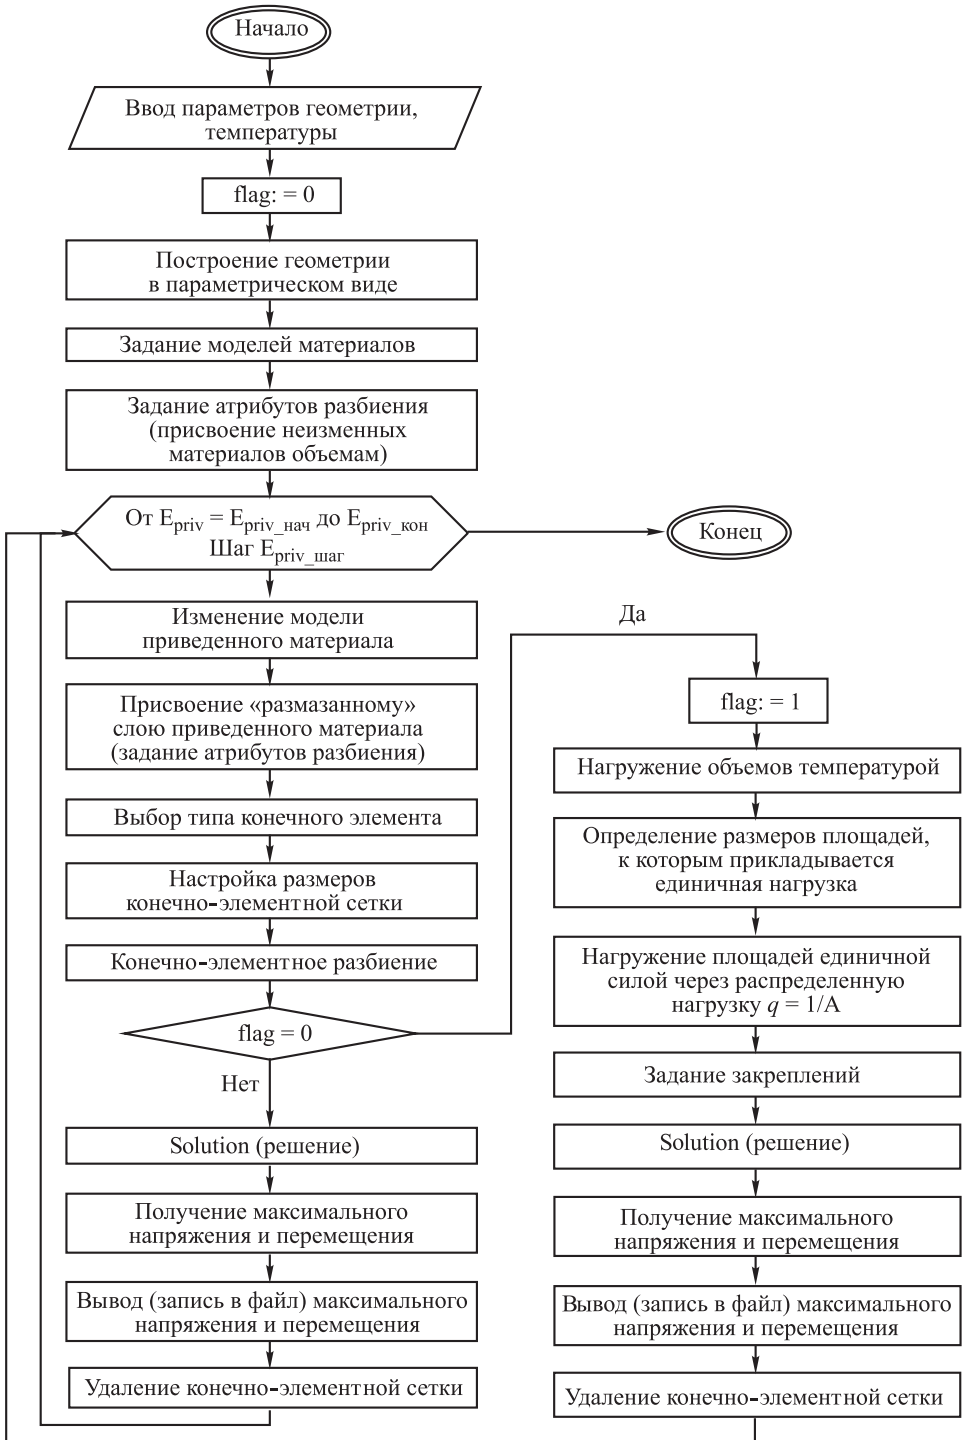 Начало
Ввод параметров геометрии,
температуры
flag: = 0
Построение геометрии
в параметрическом виде
Задание моделей материалов
Задание атрибутов разбиения
(присвоение неизменных
материалов объемам)
От E_priv = E_priv_нач до E_priv_кон
Шаг E_priv_шаг
Конец
Изменение модели
приведенного материала
Присвоение «размазанному»
слою приведенного материала
(задание атрибутов разбиения)
Выбор типа конечного элемента
Настройка размеров
конечно-элементной сетки
Конечно-элементное разбиение
flag = 0
Нет
Solution (решение)
Получение максимального
напряжения и перемещения
Вывод (запись в файл) максимального
напряжения и перемещения
Удаление конечно-элементной сетки
Да
flag: = 1
Нагружение объемов температурой
Определение размеров площадей,
к которым прикладывается
единичная нагрузка
Нагружение площадей единичной
силой через распределенную
нагрузку q = 1/A
Задание закреплений
Solution (решение)
Получение максимального
напряжения и перемещения
Вывод (запись в файл) максимального
напряжения и перемещения
Удаление конечно-элементной сетки